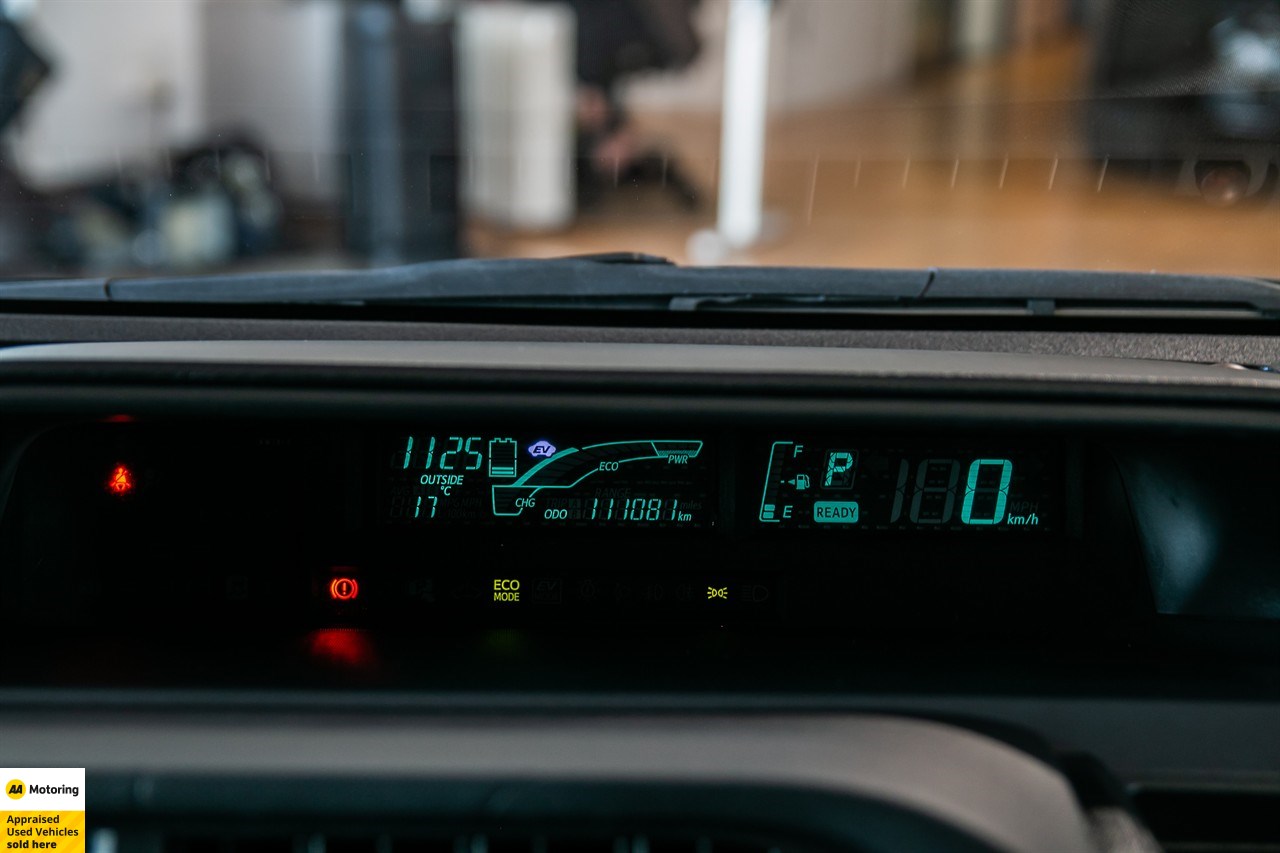 1125
OUTSIDE
°C
17
EV
ECO
PWR
CHG
ODO 111081 km
F
E
P
READY
0 km/h
ECO
MODE
AA Motoring
Appraised
Used Vehicles
sold here